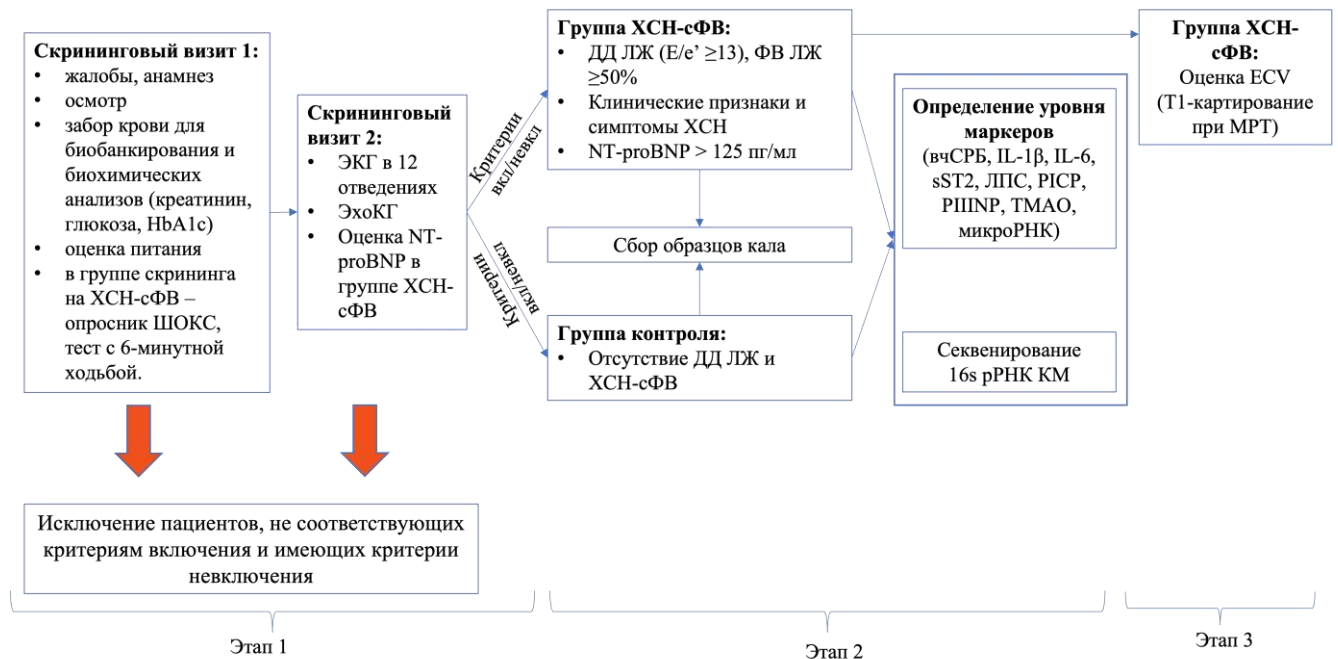 Скрининговый визит 1:
• жалобы, анамнез
• осмотр
• забор крови для
биобанкирования и
биохимических
анализов (креатинин,
глюкоза, HbA1c)
• оценка питания
• в группе скрининга
на ХСН-сФВ –
опросник ШОКС,
тест с 6-минутной
ходьбой.
Скрининговый
визит 2:
• ЭКГ в 12
отведениях
• ЭхоКГ
• Оценка NT-
proBNP в
группе ХСН-
сФВ
Критерии
вкл/невкл
Критерии
вкл/невкл
Группа ХСН-сФВ:
• ДД ЛЖ (E/e’ ≥13), ФВ ЛЖ
≥50%
• Клинические признаки и
симптомы ХСН
• NT-proBNP > 125 пг/мл
Сбор образцов кала
Группа контроля:
• Отсутствие ДД ЛЖ и
ХСН-сФВ
Определение уровня
маркеров
(вчСРБ, IL-1β, IL-6,
sST2, ЛПС, PICP,
PIIINP, TMAO,
микроРНК)
Секвенирование
16s рРНК КМ
Группа ХСН-
сФВ:
Оценка ECV
(Т1-картирование
при МРТ)
Исключение пациентов, не соответствующих
критериям включения и имеющих критерии
невключения
Этап 1
Этап 2
Этап 3